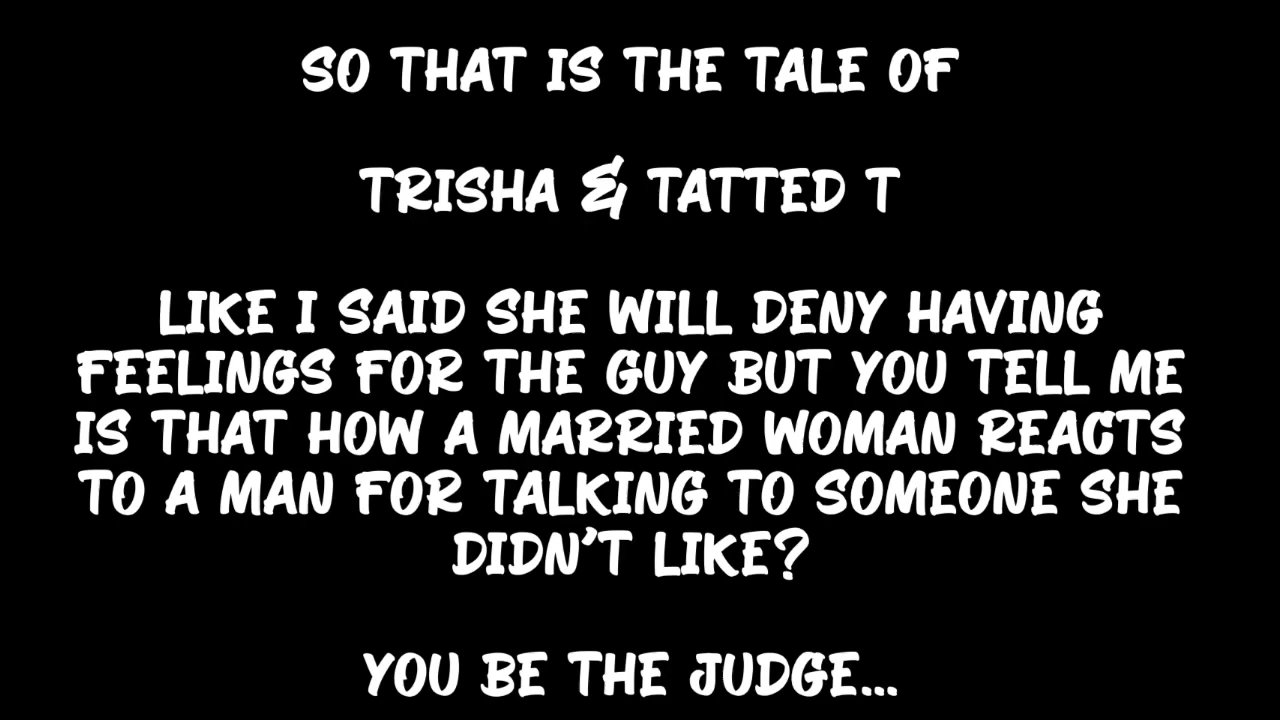 SO THAT IS THE TALE OF
TRISHA & TATTED T
LIKE I SAID SHE WILL DENY HAVING
FEELINGS FOR THE GUY BUT YOU TELL ME
IS THAT HOW A MARRIED WOMAN REACTS
TO A MAN FOR TALKING TO SOMEONE SHE
DIDN'T LIKE?
YOU BE THE JUDGE...